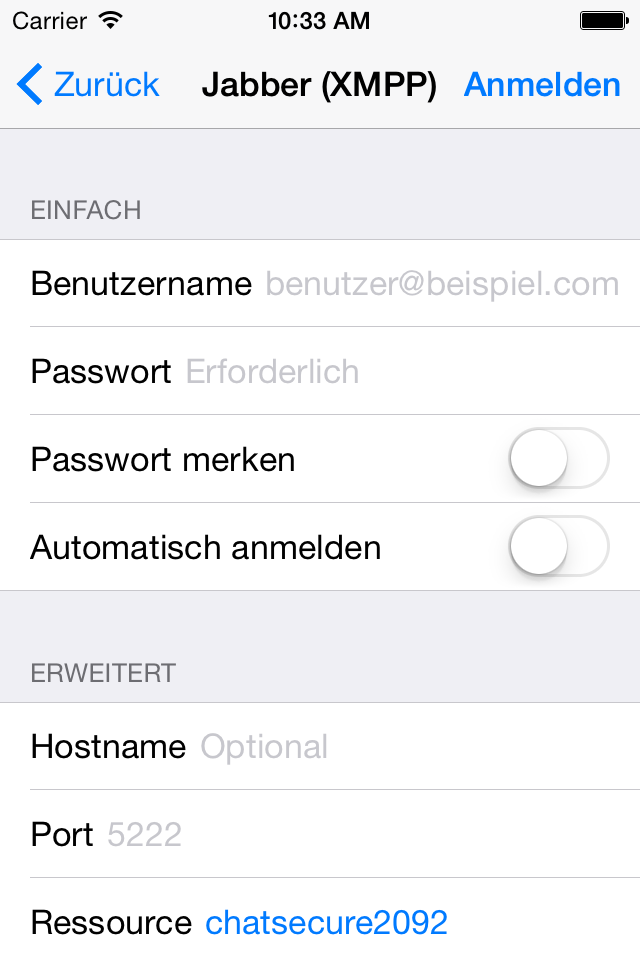 Carrier 10:33 AM
Zurück Jabber (XMPP) Anmelden
EINFACH
Benutzername benutzer@beispiel.com
Passwort Erforderlich
Passwort merken
Automatisch anmelden
ERWEITERT
Hostname Optional
Port 5222
Ressource chatsecure2092